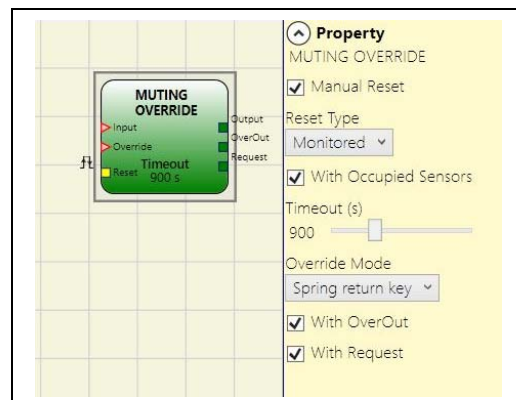 MUTING
OVERRIDE
Input
Override
Reset
Timeout
900 s
Output
OverOut
Request
Property
MUTING OVERRIDE
Manual Reset
Reset Type
Monitored
With Occupied Sensors
Timeout (s)
900
Override Mode
Spring return key
With OverOut
With Request